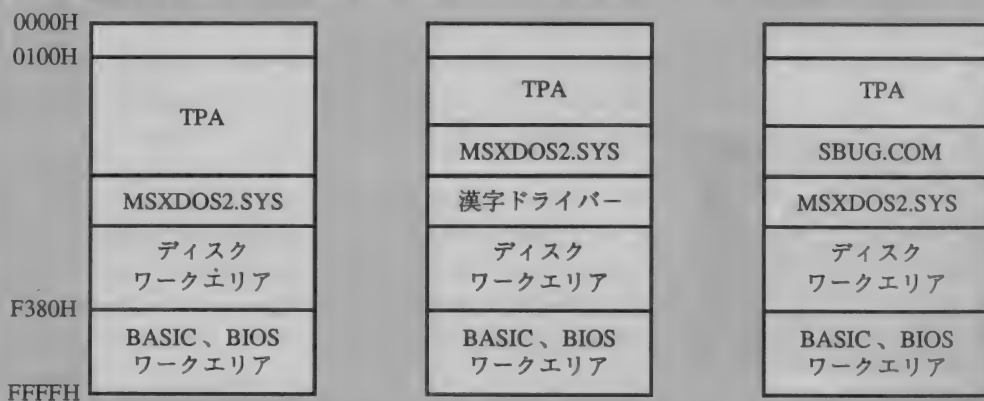 0000H
0100H
F380H
FFFFH
TPA
MSXDOS2.SYS
ディスク
ワークエリア
BASIC、BIOS
ワークエリア
TPA
MSXDOS2.SYS
漢字ドライバー
ディスク
ワークエリア
BASIC、BIOS
ワークエリア
TPA
SBUG.COM
MSXDOS2.SYS
ディスク
ワークエリア
BASIC、BIOS
ワークエリア